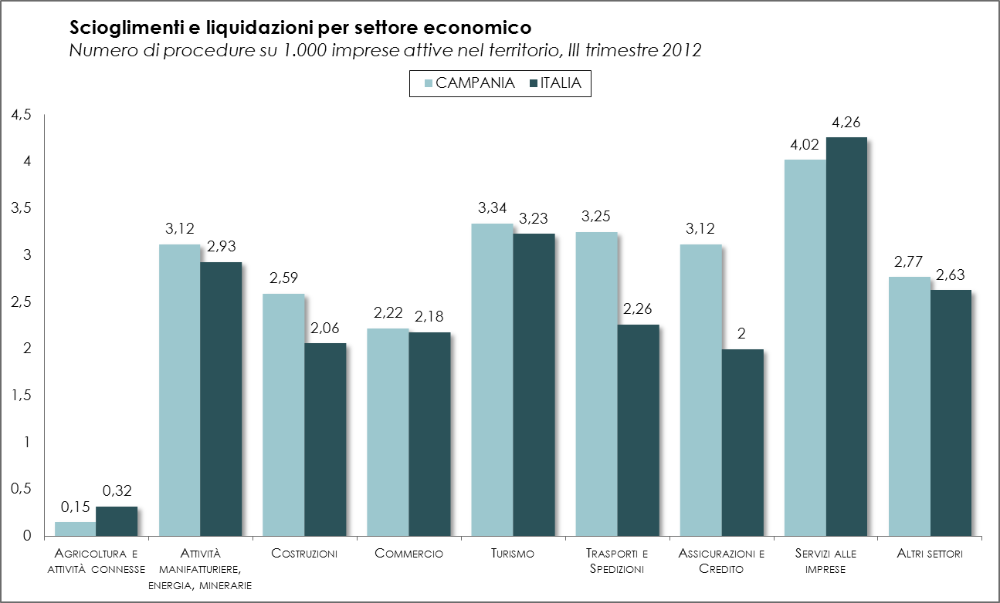 Scioglimenti e liquidazioni per settore economico
Numero di procedure su 1.000 imprese attive nel territorio, III trimestre 2012
CAMPANIA ITALIA
4,5
4
3,5
3
2,5
2
1,5
1
0,5
0
0,15
0,32
3,12
2,93
2,59
2,06
2,22
2,18
3,34
3,23
3,25
2,26
3,12
2
4,02
4,26
2,77
2,63
AGRICOLTURA E
ATTIVITÀ CONNESSE
ATTIVITÀ
MANIFATTURIERE,
ENERGIA, MINERARIE
COSTRUZIONI
COMMERCIO
TURISMO
TRASPORTI E
SPEDIZIONI
ASSICURAZIONI E
CREDITO
SERVIZI ALLE
IMPRESE
ALTRI SETTORI